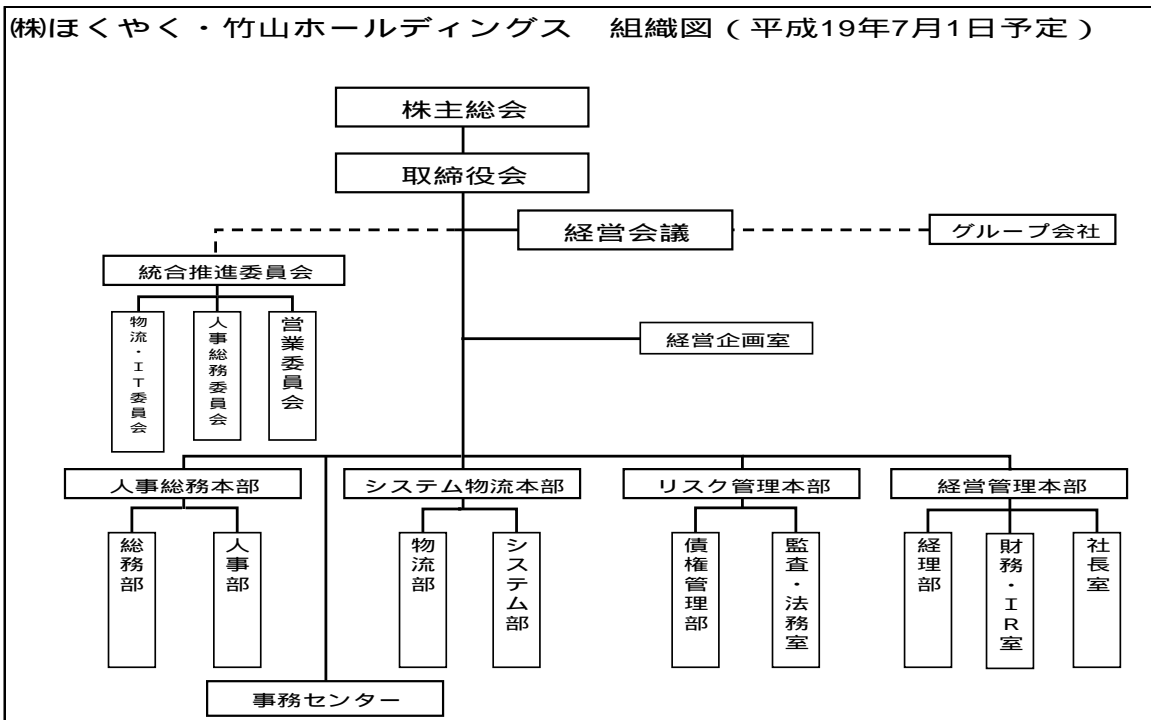 ㈱ほくやく・竹山ホールディングス　組織図（平成19年7月1日予定）
株主総会
取締役会
経営会議
グループ会社
統合推進委員会
物流・IT委員会
人事総務委員会
営業委員会
経営企画室
人事総務本部
システム物流本部
リスク管理本部
経営管理本部
総務部
人事部
物流部
システム部
債権管理部
監査・法務室
経理部
財務・IR室
社長室
事務センター